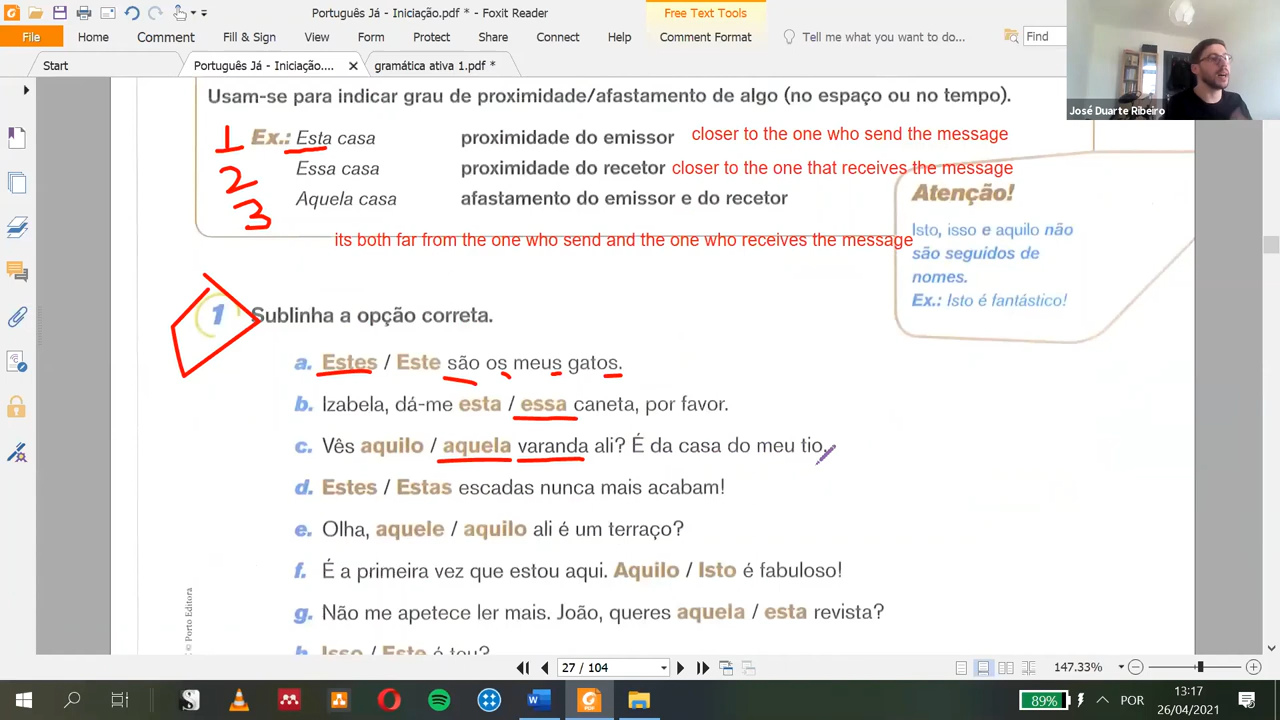 Português Já - Iniciação.pdf * - Foxit Reader
Free Text Tools
File
Home
Comment
Fill & Sign
View
Form
Protect
Share
Connect
Help
Comment Format
Tell me what you want to do...
Find
Start
Português Já - Iniciação....
gramática ativa 1.pdf *
José Duarte Ribeiro
Usam-se para indicar grau de proximidade/afastamento de algo (no espaço ou no tempo).
1 Ex.: Esta casa proximidade do emissor closer to the one who send the message
2 Essa casa proximidade do recetor closer to the one that receives the message
3 Aquela casa afastamento do emissor e do recetor
its both far from the one who send and the one who receives the message
Atenção!
Isto, isso e aquilo não
são seguidos de
nomes.
Ex.: Isto é fantástico!
1 Sublinha a opção correta.
a. Estes / Este são os meus gatos.
b. Izabela, dá-me esta / essa caneta, por favor.
c. Vês aquilo / aquela varanda ali? É da casa do meu tio.
d. Estes / Estas escadas nunca mais acabam!
e. Olha, aquele / aquilo ali é um terraço?
f. É a primeira vez que estou aqui. Aquilo / Isto é fabuloso!
g. Não me apetece ler mais. João, queres aquela / esta revista?
h. Isso / Este é teu?
© Porto Editora
27 / 104
147.33%
89%
POR
13:17
26/04/2021